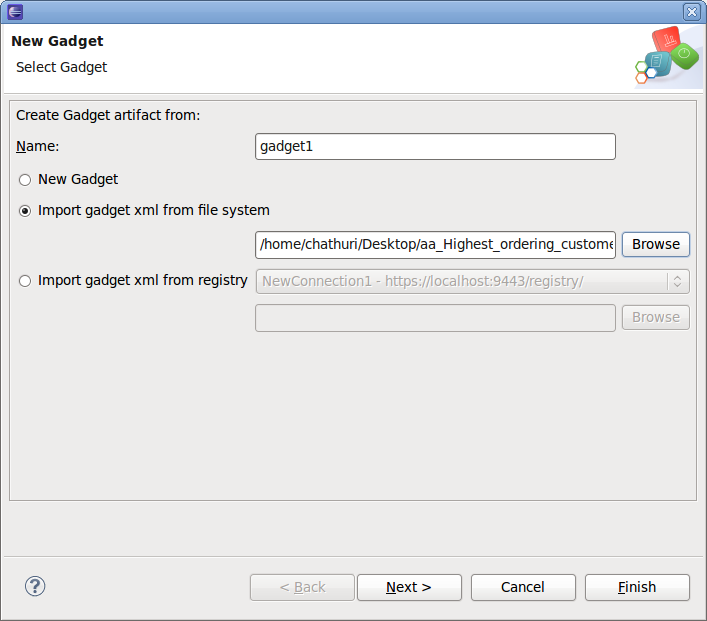 New Gadget
Select Gadget
Create Gadget artifact from:
Name: gadget1
New Gadget
Import gadget xml from file system
/home/chathuri/Desktop/aa_Highest_ordering_custome Browse
Import gadget xml from registry NewConnection1 - https://localhost:9443/registry/
Browse
? < Back Next > Cancel Finish